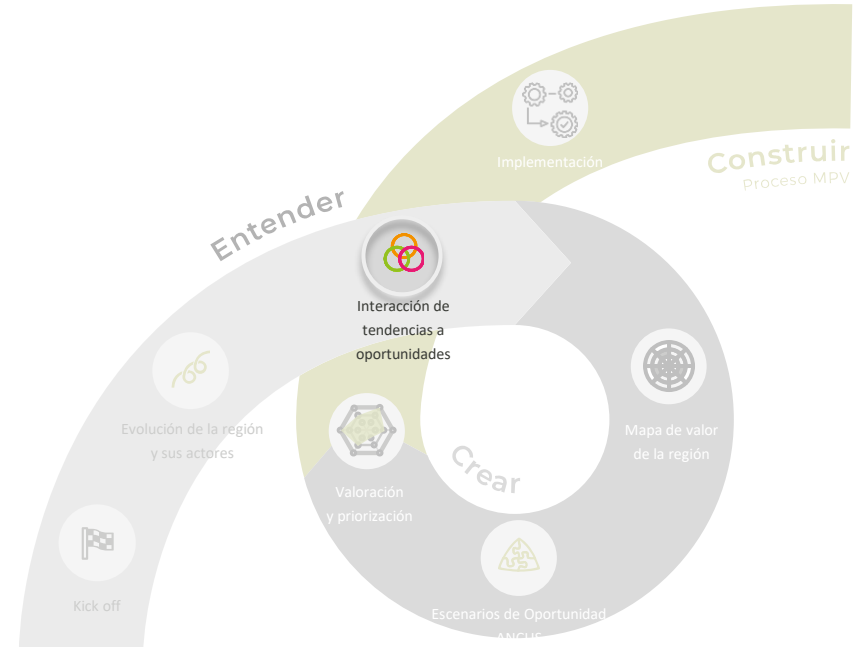 Implementación
Construir
Proceso MPV
Entender
Interacción de
tendencias a
oportunidades
Evolución de la región
y sus actores
Mapa de valor
de la región
Crear
Valoración
y priorización
Kick off
Escenarios de Oportunidad
ANCHS